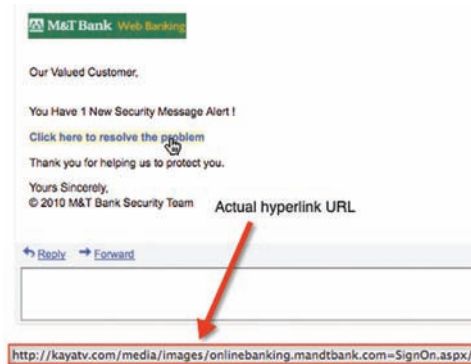 M&T Bank Web Banking
Our Valued Customer,
You Have 1 New Security Message Alert !
Click here to resolve the problem
Thank you for helping us to protect you.
Yours Sincerely,
© 2010 M&T Bank Security Team
Actual hyperlink URL
Reply Forward
http://kayatv.com/media/images/onlinebanking.mandtbank.com=SignOn.aspx/